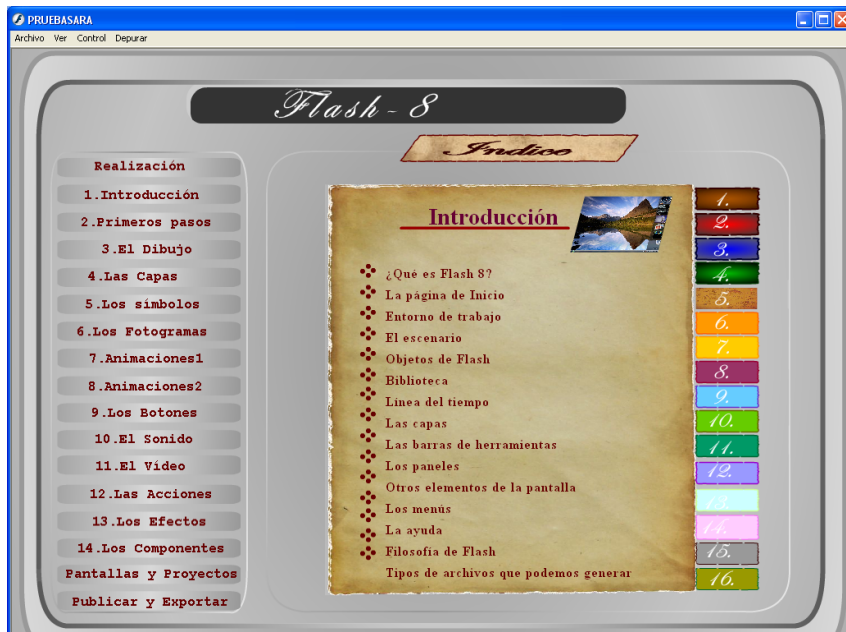 PRUEBASARA
Archivo Ver Control Depurar
Flash - 8
Indice
Realización
1.Introducción
2.Primeros pasos
3.El Dibujo
4.Las Capas
5.Los símbolos
6.Los Fotogramas
7.Animaciones1
8.Animaciones2
9.Los Botones
10.El Sonido
11.El Vídeo
12.Las Acciones
13.Los Efectos
14.Los Componentes
Pantallas y Proyectos
Publicar y Exportar
Introducción
¿Qué es Flash 8?
La página de Inicio
Entorno de trabajo
El escenario
Objetos de Flash
Biblioteca
Línea del tiempo
Las capas
Las barras de herramientas
Los paneles
Otros elementos de la pantalla
Los menús
La ayuda
Filosofía de Flash
Tipos de archivos que podemos generar
1.
2.
3.
4.
5.
6.
7.
8.
9.
10.
11.
12.
13.
14.
15.
16.